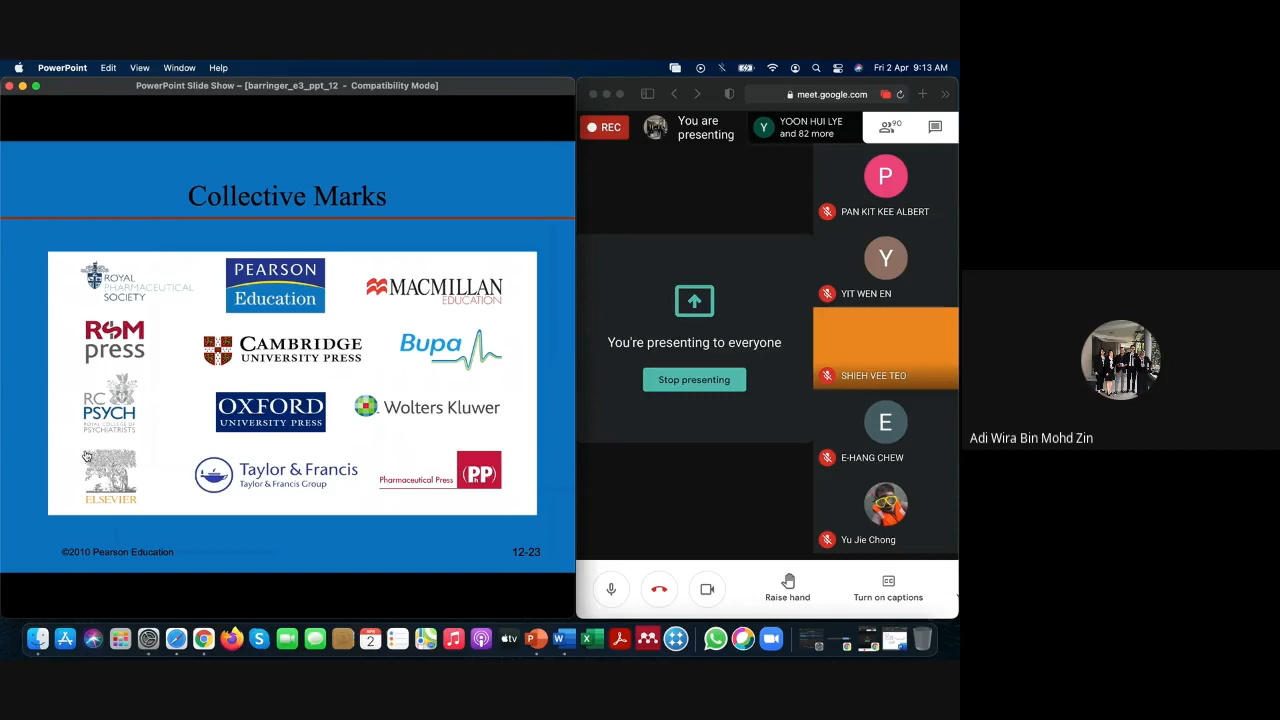 PowerPoint Edit View Window Help
Fri 2 Apr 9:13 AM
PowerPoint Slide Show – [barringer_e3_ppt_12 - Compatibility Mode]
Collective Marks
ROYAL
PHARMACEUTICAL
SOCIETY
PEARSON
Education
MACMILLAN
EDUCATION
RSM
press
CAMBRIDGE
UNIVERSITY PRESS
Bupa
RC
PSYCH
ROYAL COLLEGE OF
PSYCHIATRISTS
OXFORD
UNIVERSITY PRESS
Wolters Kluwer
ELSEVIER
Taylor & Francis
Taylor & Francis Group
Pharmaceutical Press
(PP)
©2010 Pearson Education
12-23
meet.google.com
REC
You are
presenting
Y
YOON HUI LYE
and 82 more
90
You're presenting to everyone
Stop presenting
P
PAN KIT KEE ALBERT
Y
YIT WEN EN
SHIEH VEE TEO
E
E-HANG CHEW
Yu Jie Chong
Raise hand
Turn on captions
APR
2
tv
Adi Wira Bin Mohd Zin